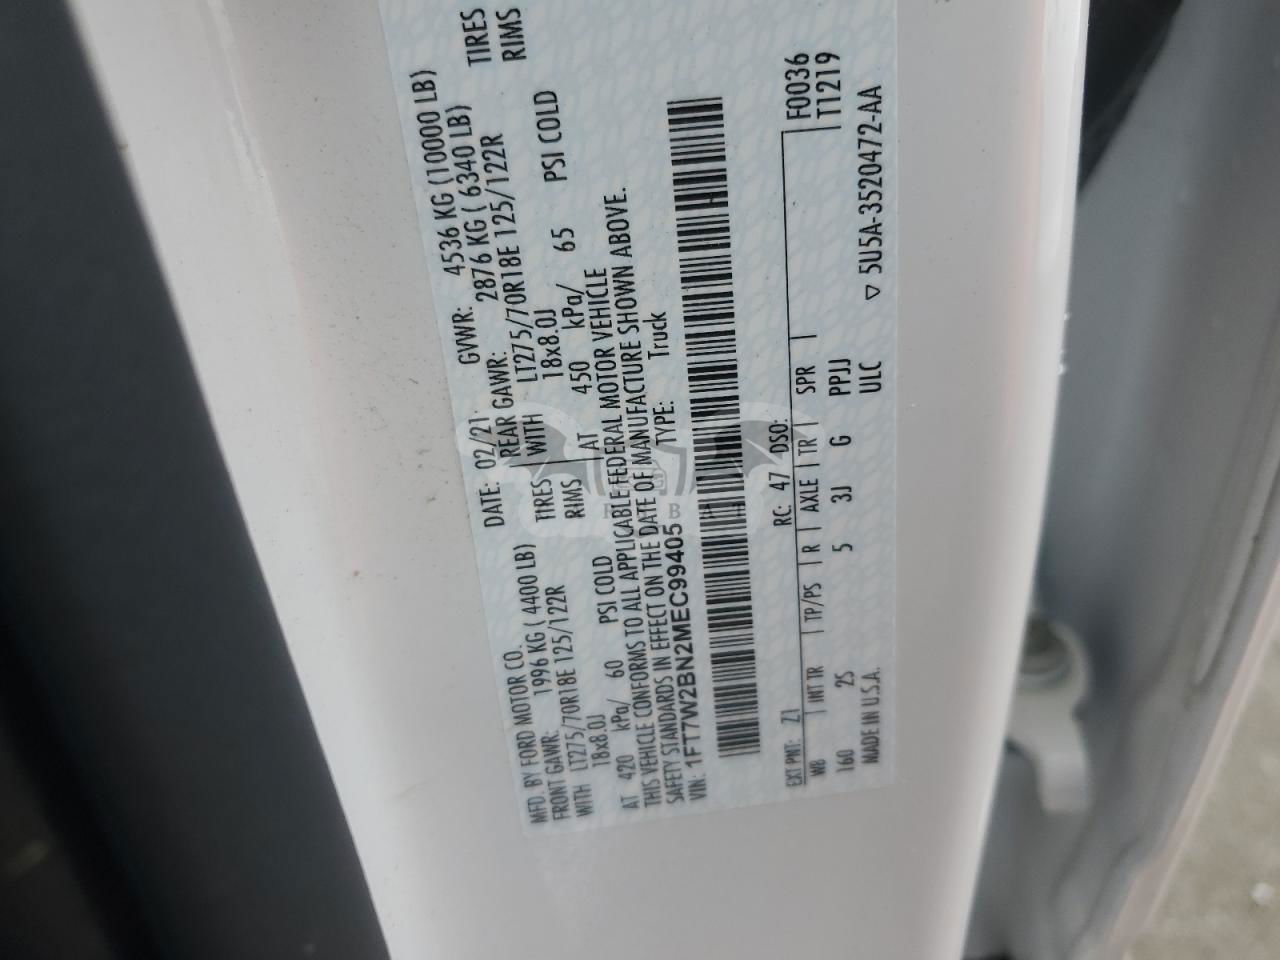 MFD. BY FORD MOTOR CO.
DATE: 02/21 GVWR: 4536 KG (10000 LB)
FRONT GAWR: 1996 KG ( 4400 LB)
REAR GAWR: 2876 KG ( 6340 LB)
WITH LT275/70R18E 125/122R TIRES
WITH LT275/70R18E 125/122R TIRES
18x8.0J RIMS
18x8.0J RIMS
AT 420 kPa/ 60 PSI COLD
AT 450 kPa/ 65 PSI COLD
THIS VEHICLE CONFORMS TO ALL APPLICABLE FEDERAL MOTOR VEHICLE
SAFETY STANDARDS IN EFFECT ON THE DATE OF MANUFACTURE SHOWN ABOVE.
VIN: 1FT7W2BN2MEC99405 TYPE: Truck
EXT PNT: Z1 RC: 47 DSO: F0036
WB INT TR TP/PS R AXLE TR SPR T1219
160 2S 5 3J G PPJJ
MADE IN U.S.A. ULC ▽ 5U5A-3520472-AA